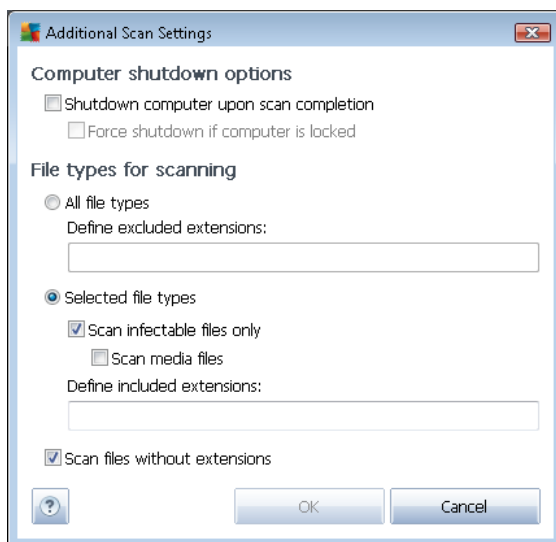 Additional Scan Settings
Computer shutdown options
Shutdown computer upon scan completion
Force shutdown if computer is locked
File types for scanning
All file types
Define excluded extensions:
Selected file types
Scan infectable files only
Scan media files
Define included extensions:
Scan files without extensions
?
OK
Cancel